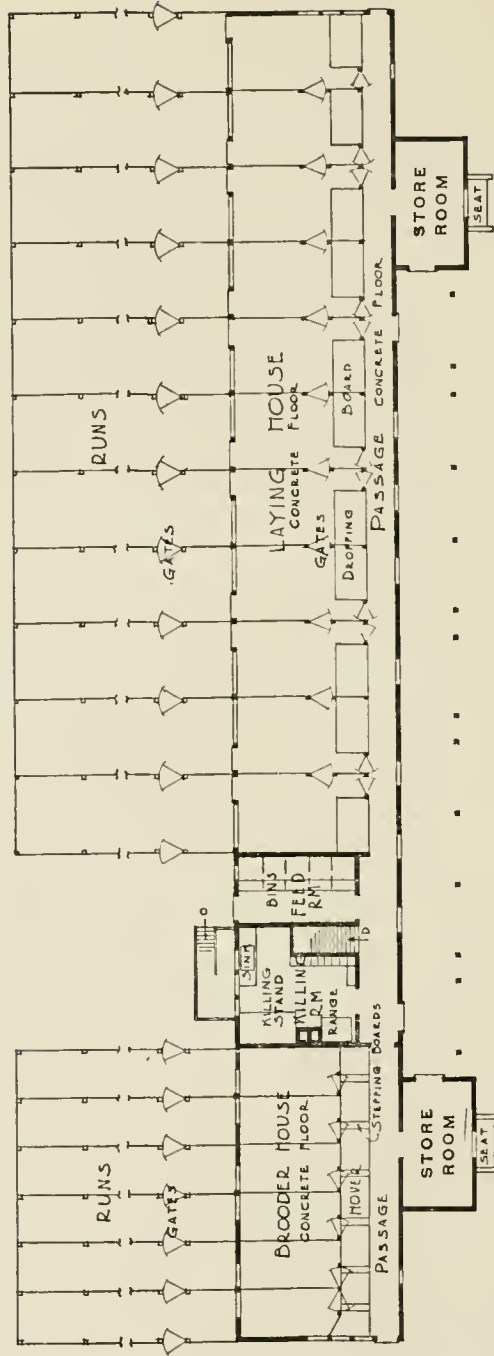 RUNS
GATES
LAYING HOUSE
CONCRETE FLOOR
GATES
DROPPING BOARD
PASSAGE CONCRETE FLOOR
STORE
ROOM
SEAT
BINS
FEED
RM
SINK
KILLING
STAND
KILLING
RM
RANGE
D
RUNS
GATES
BROODER HOUSE
CONCRETE FLOOR
HOVER
STEPPING BOARDS
PASSAGE
STORE
ROOM
SEAT